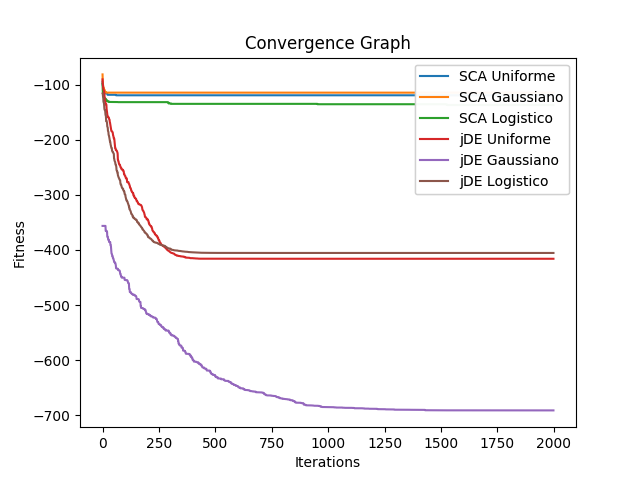 Convergence Graph
SCA Uniforme
SCA Gaussiano
SCA Logistico
jDE Uniforme
jDE Gaussiano
jDE Logistico
Fitness
−100
−200
−300
−400
−500
−600
−700
0 250 500 750 1000 1250 1500 1750 2000
Iterations